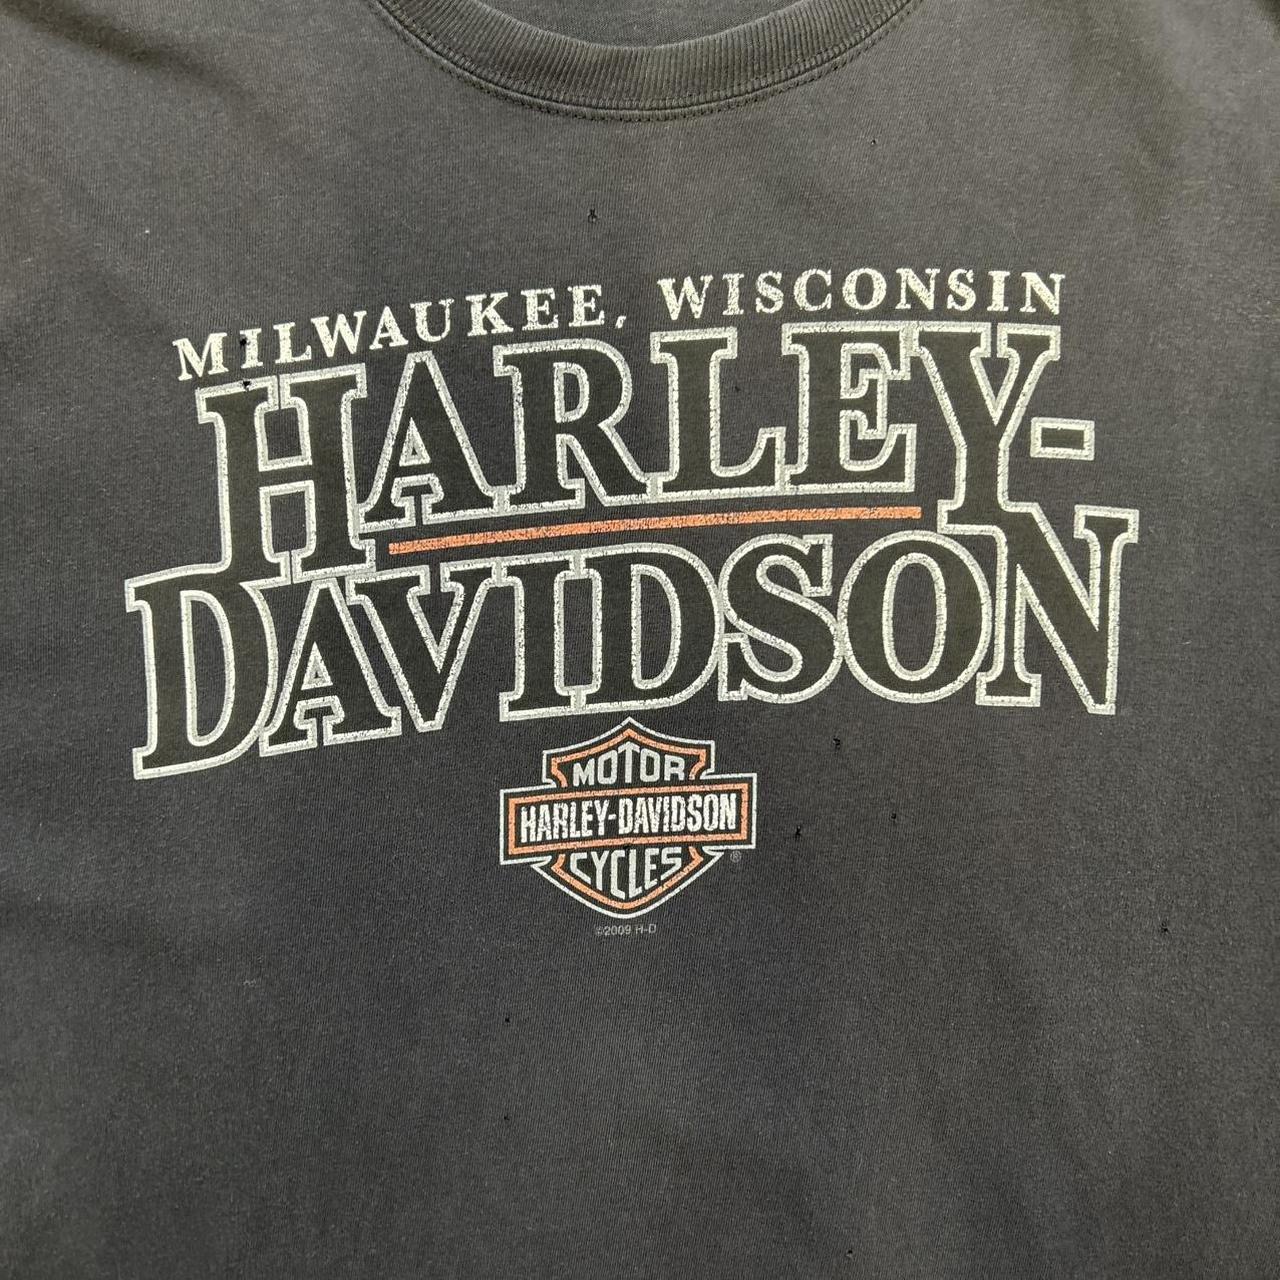 MILWAUKEE, WISCONSIN
HARLEY-
DAVIDSON
MOTOR
HARLEY-DAVIDSON
CYCLES
®
©2009 H-D